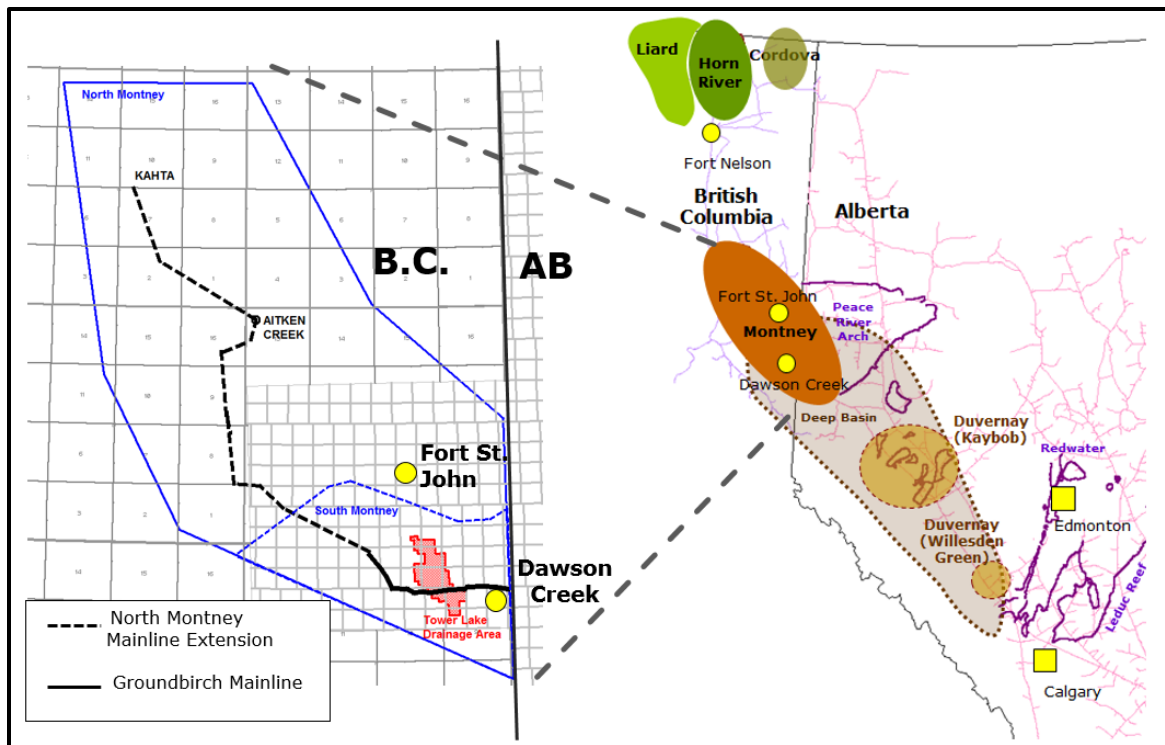 North Montney
KAHTA
B.C.
AB
AITKEN
CREEK
Fort St.
John
South Montney
Dawson
Creek
Tower Lake
Drainage Area
North Montney
Mainline Extension
Groundbirch Mainline
Liard
Horn
River
Cordova
Fort Nelson
British
Columbia
Alberta
Fort St. John
Montney
Peace
River
Arch
Dawson Creek
Deep Basin
Duvernay
(Kaybob)
Redwater
Edmonton
Duvernay
(Willesden
Green)
Leduc Reef
Calgary